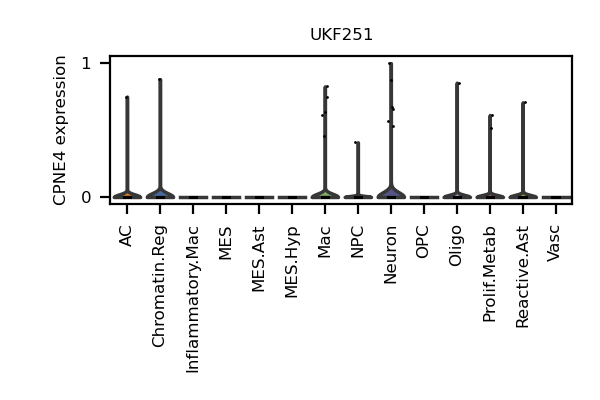 UKF251
CPNE4 expression
1
0
AC
Chromatin.Reg
Inflammatory.Mac
MES
MES.Ast
MES.Hyp
Mac
NPC
Neuron
OPC
Oligo
Prolif.Metab
Reactive.Ast
Vasc